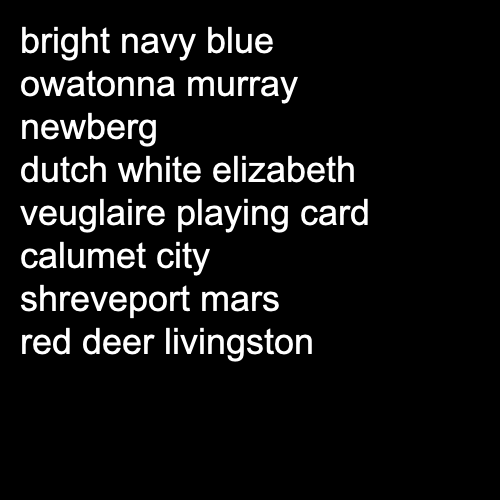 bright navy blue
owatonna murray
newberg
dutch white elizabeth
veuglaire playing card
calumet city
shreveport mars
red deer livingston